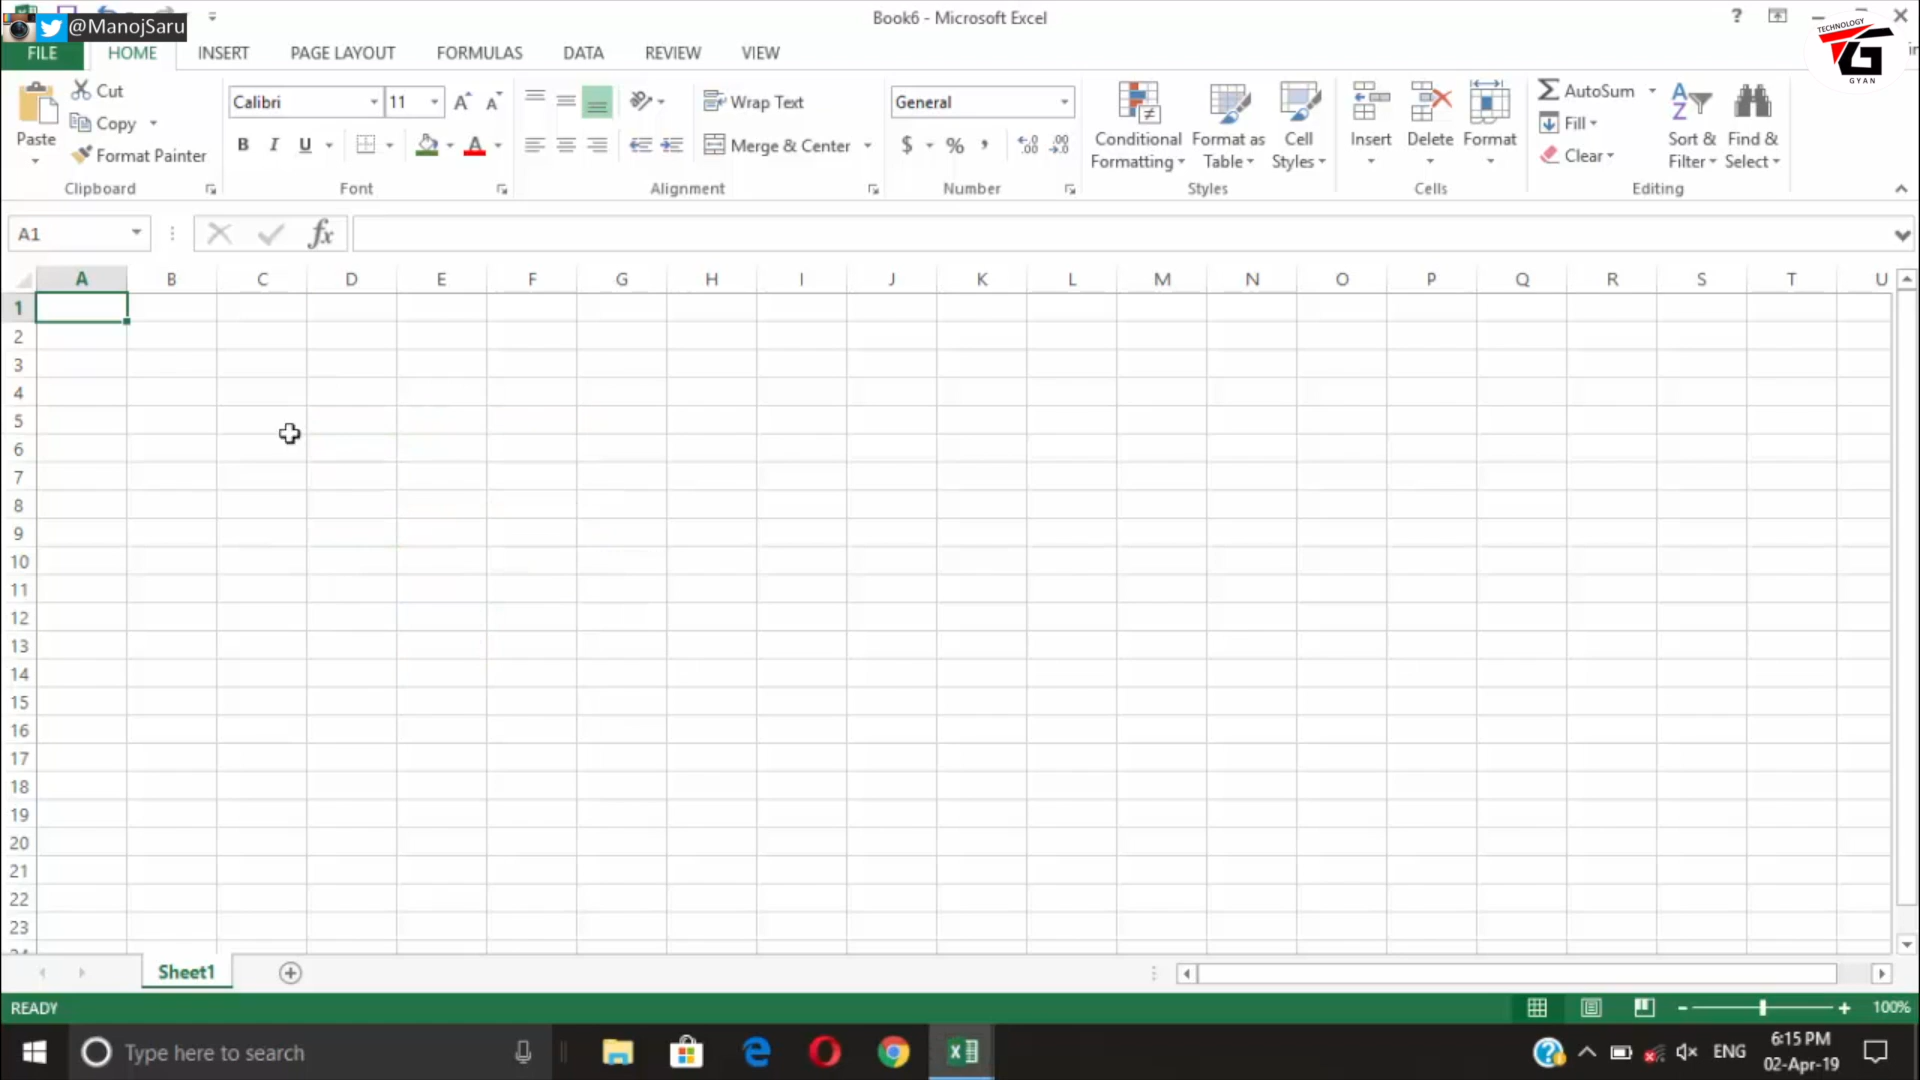 @ManojSaru
Book6 - Microsoft Excel
?
TECHNOLOGY
GYAN
FILE HOME INSERT PAGE LAYOUT FORMULAS DATA REVIEW VIEW
Paste
Cut
Copy
Format Painter
Clipboard
Calibri 11
B I U A
Font
Wrap Text
Merge & Center
Alignment
General
$ % ,
Number
Conditional Formatting
Format as Table
Cell Styles
Styles
Insert
Delete
Format
Cells
AutoSum
Fill
Clear
Sort & Filter
Find & Select
Editing
A1
fx
A B C D E F G H I J K L M N O P Q R S T U
1
2
3
4
5
6
7
8
9
10
11
12
13
14
15
16
17
18
19
20
21
22
23
Sheet1
READY
100%
Type here to search
ENG
6:15 PM
02-Apr-19